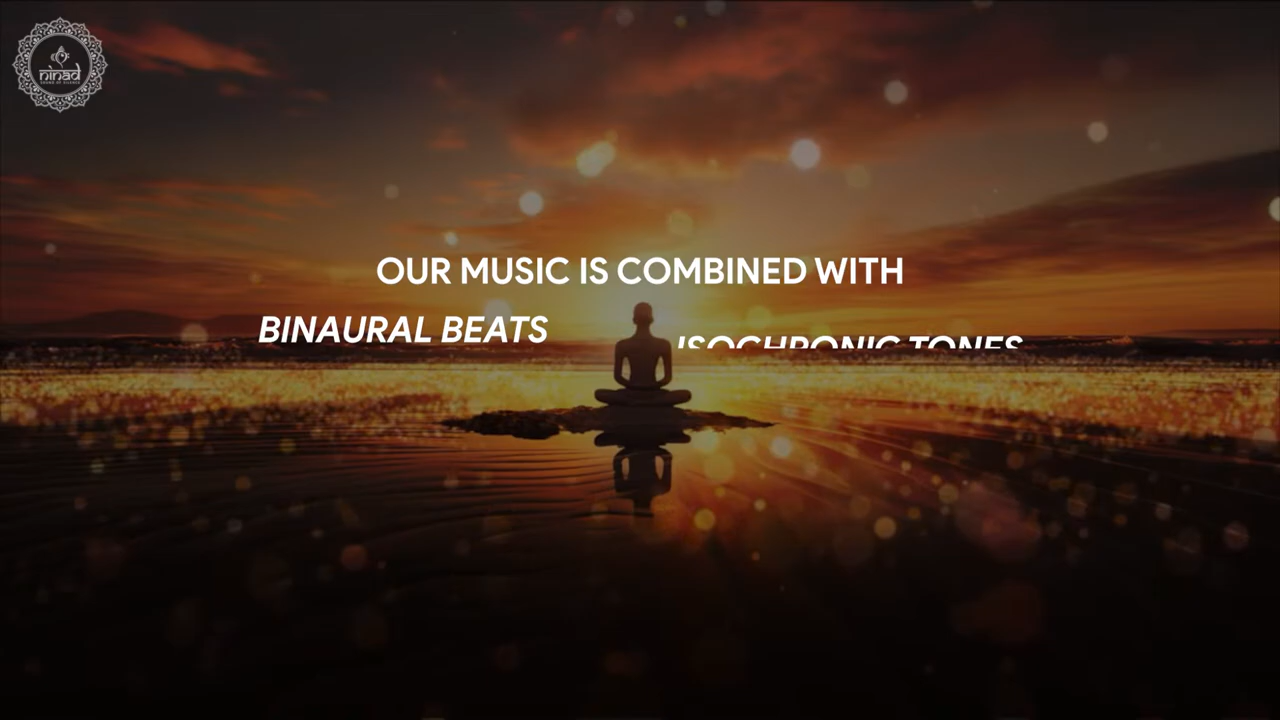 ninad
OUR MUSIC IS COMBINED WITH
BINAURAL BEATS ISOCHRONIC TONES